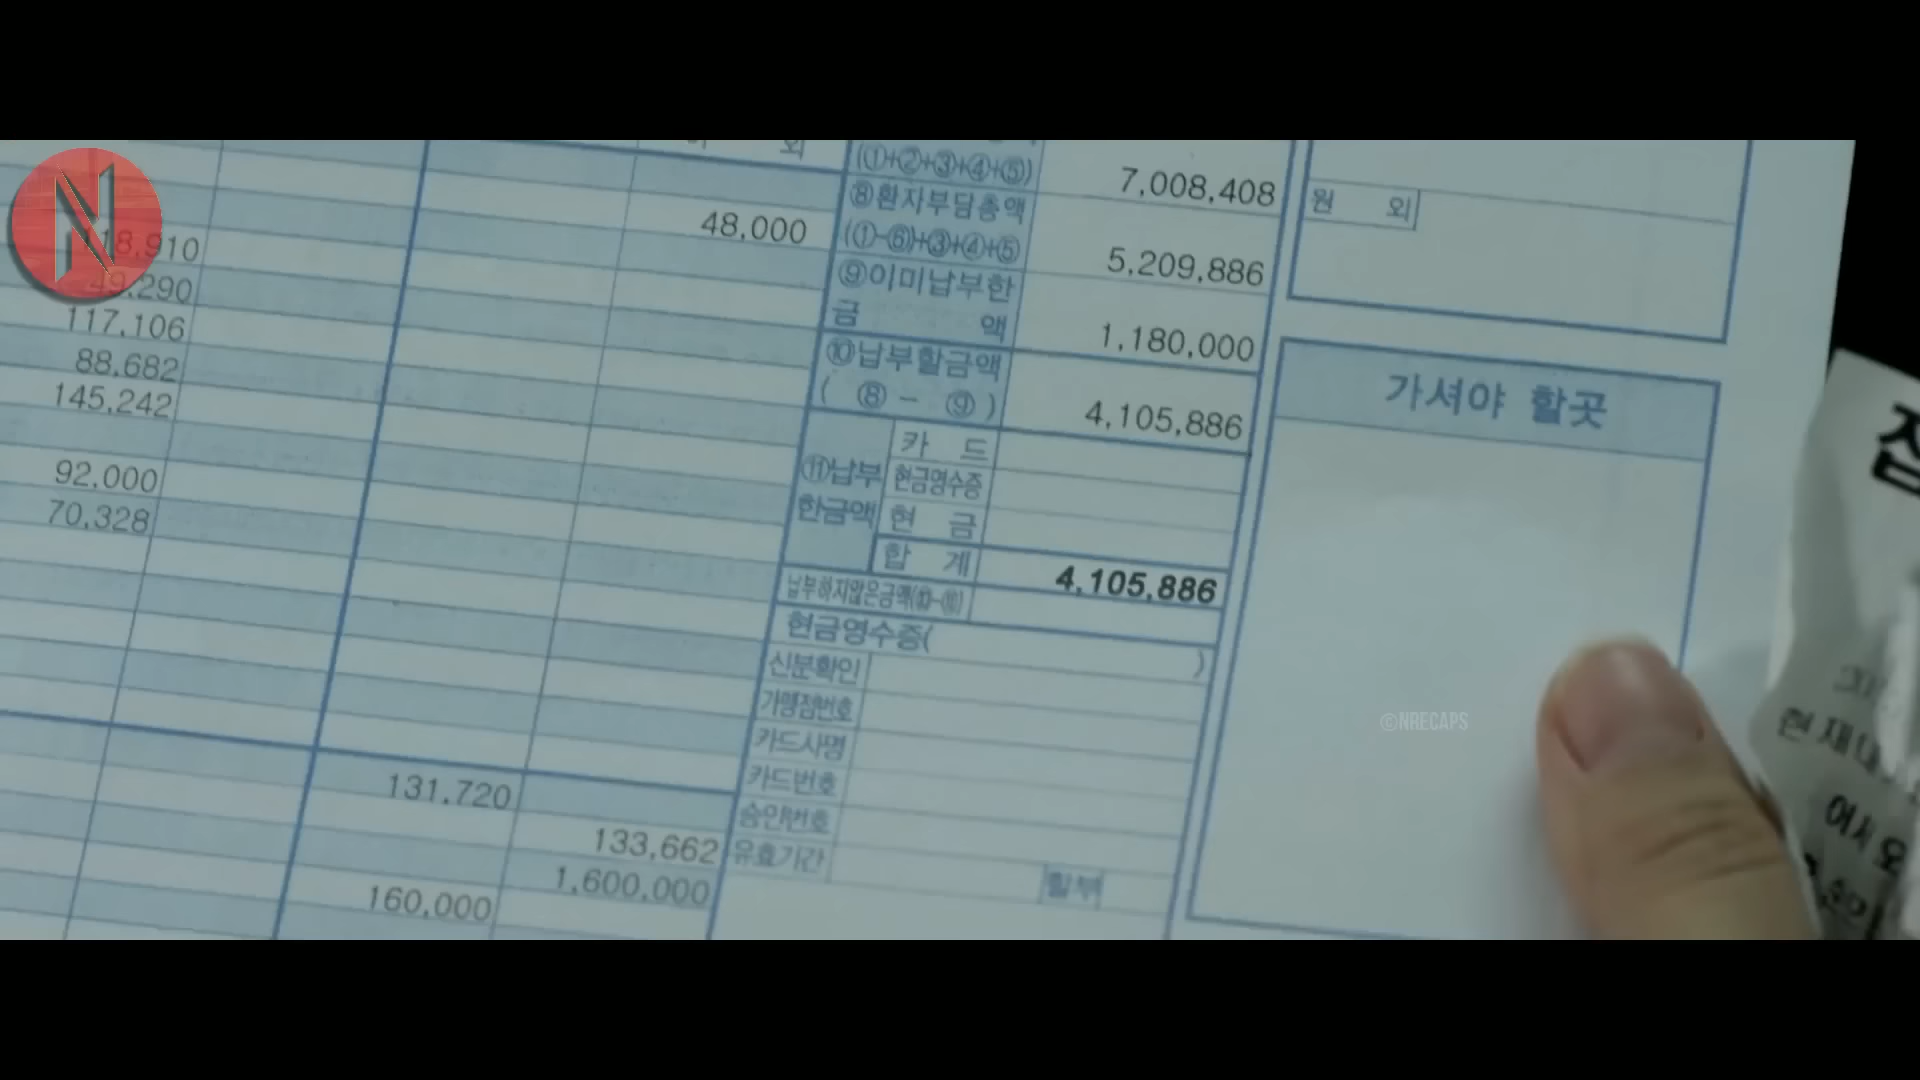 외
(①+②+③+④+⑤)
7,008,408
⑧환자부담총액
(①-⑥)+③+④+⑤
5,209,886
48,000
원 외
118,910
49,290
117,106
88,682
145,242
92,000
70,328
⑨이미납부한
금 액
1,180,000
⑩납부할금액
( ⑧ - ⑨ )
4,105,886
가셔야 할곳
⑪납부
한금액
카 드
현금영수증
현 금
합 계
4,105,886
납부하지않은금액(⑩-⑪)
현금영수증( )
신분확인
가맹점번호
카드사명
카드번호
승인번호
유효기간
할부
131,720
133,662
1,600,000
160,000
©NRECAPS
현재
어서
N